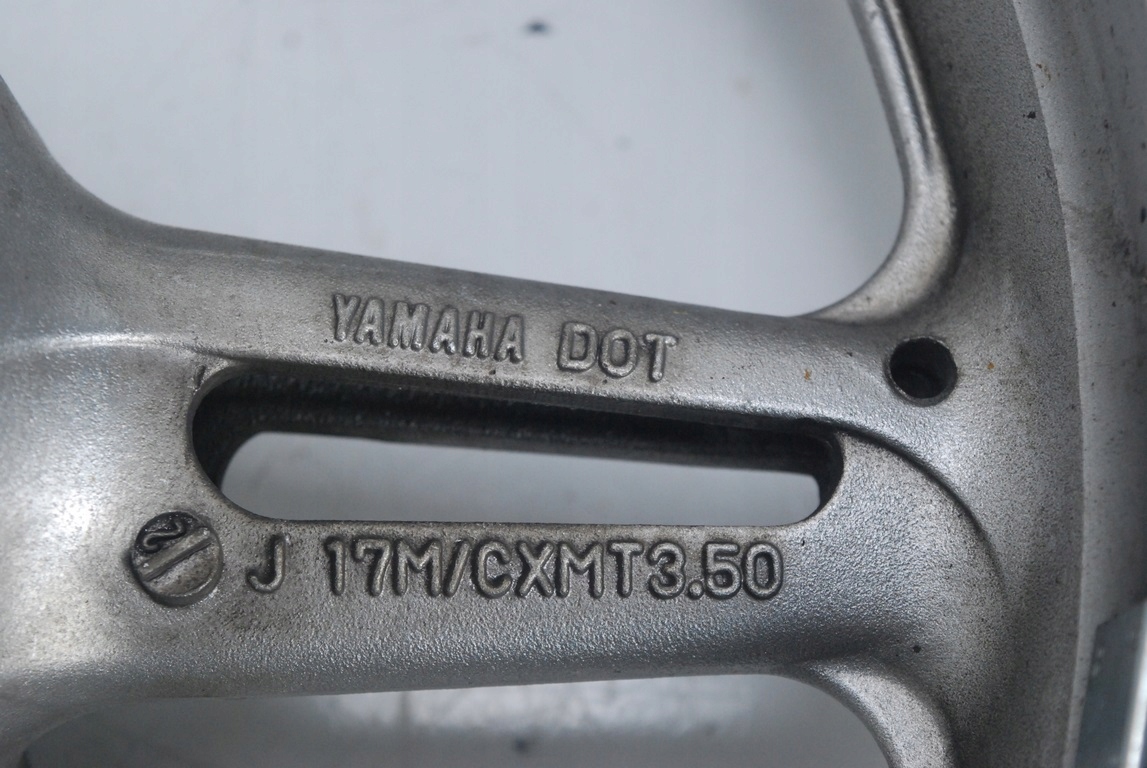 YAMAHA DOT
J 17M/CXMT3.50